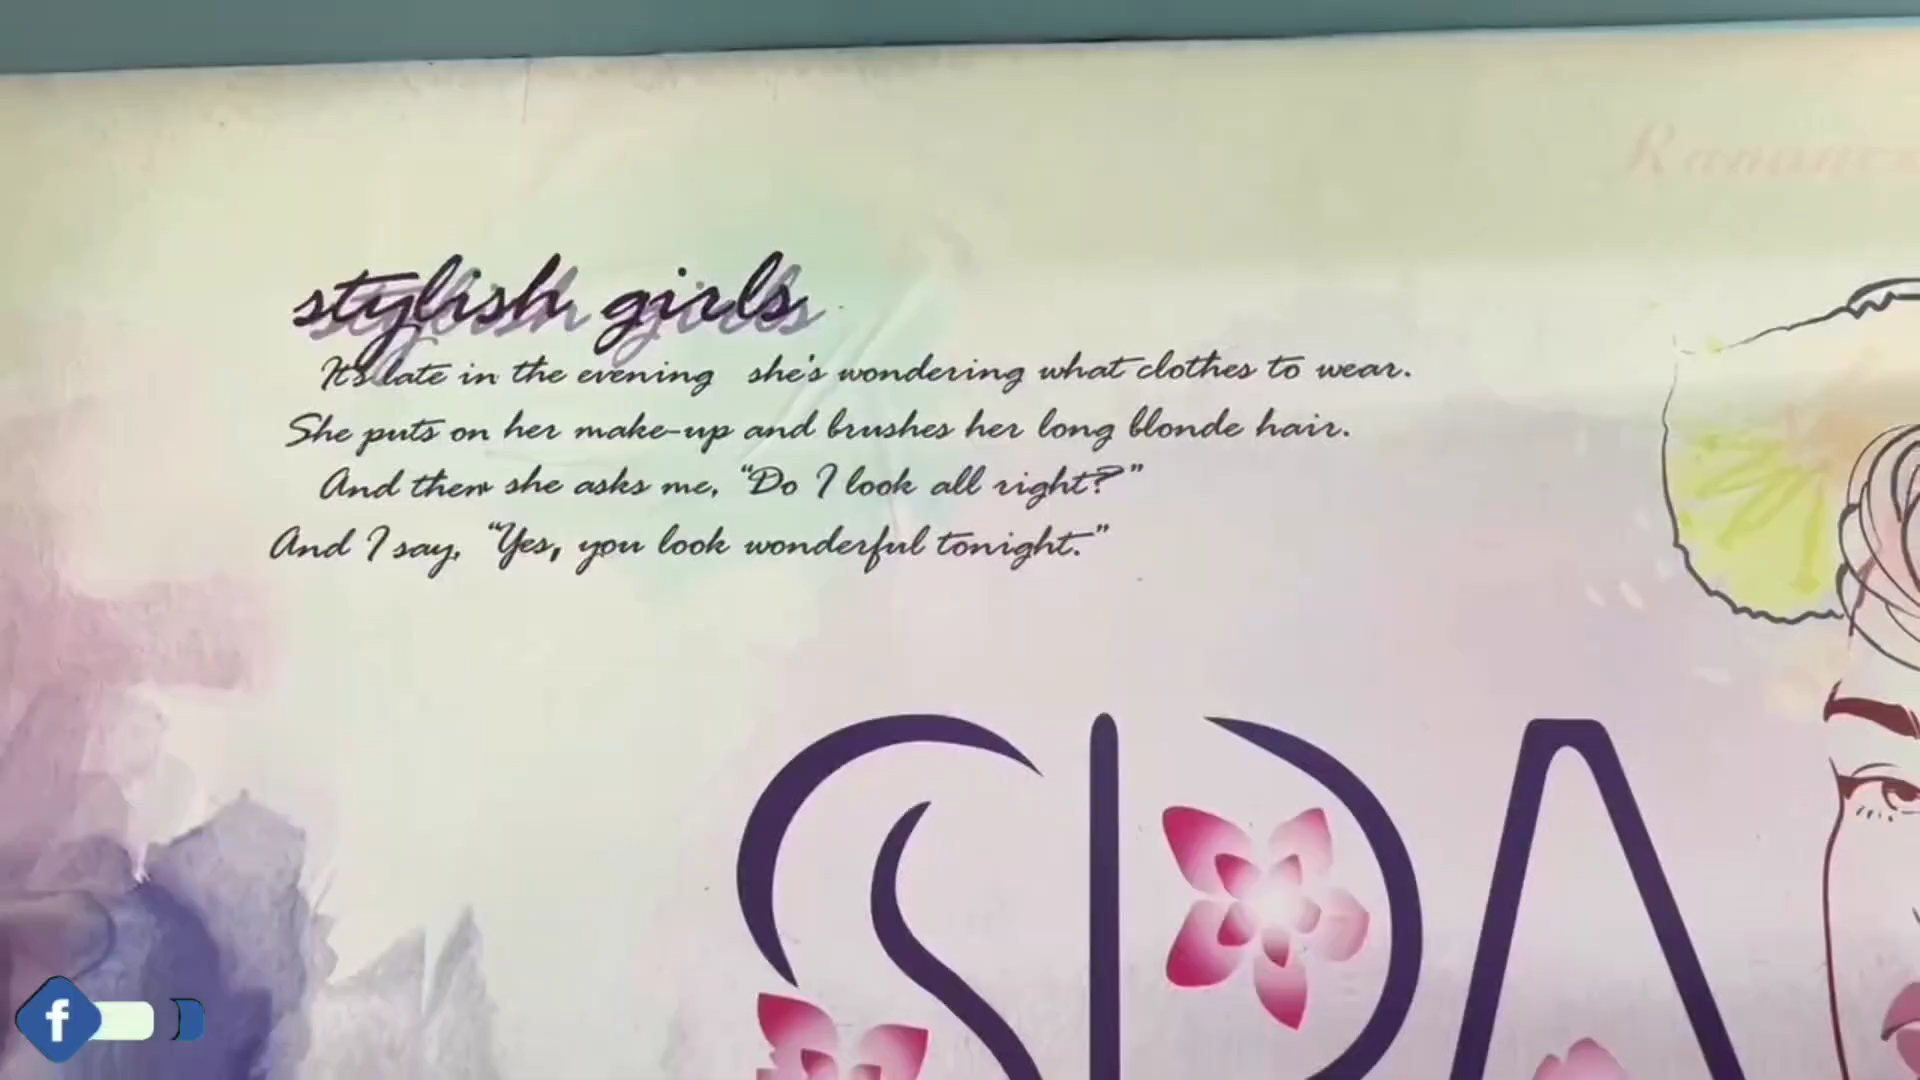 stylish girls
It's late in the evening she's wondering what clothes to wear.
She puts on her make-up and brushes her long blonde hair.
And then she asks me, "Do I look all right?"
And I say, "Yes, you look wonderful tonight."
SPA
f